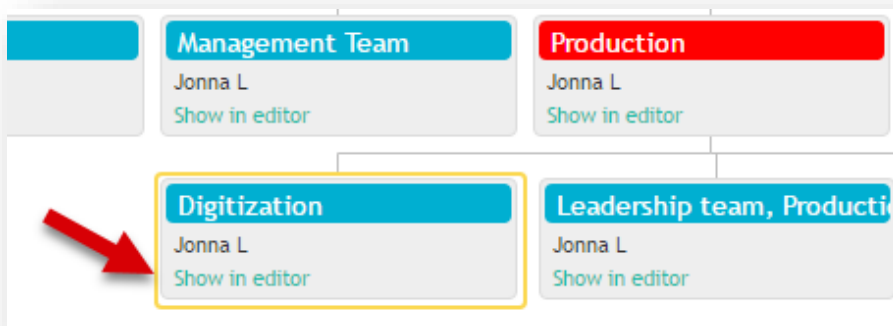 Management Team
Jonna L
Show in editor
Production
Jonna L
Show in editor
Digitization
Jonna L
Show in editor
Leadership team, Producti
Jonna L
Show in editor